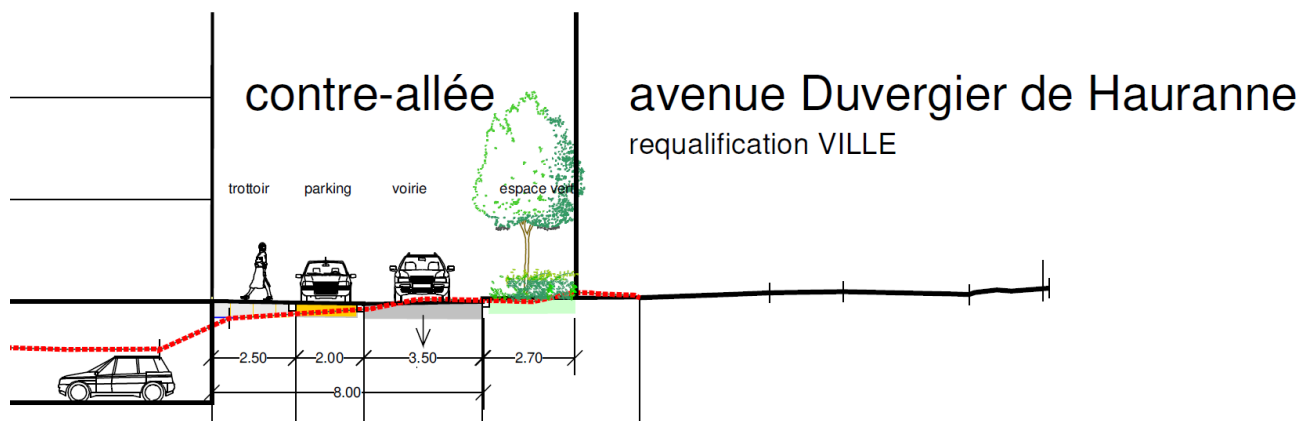 contre-allée
avenue Duvergier de Hauranne
requalification VILLE
trottoir parking voirie espace vert
2.50 2.00 3.50 2.70
8.00